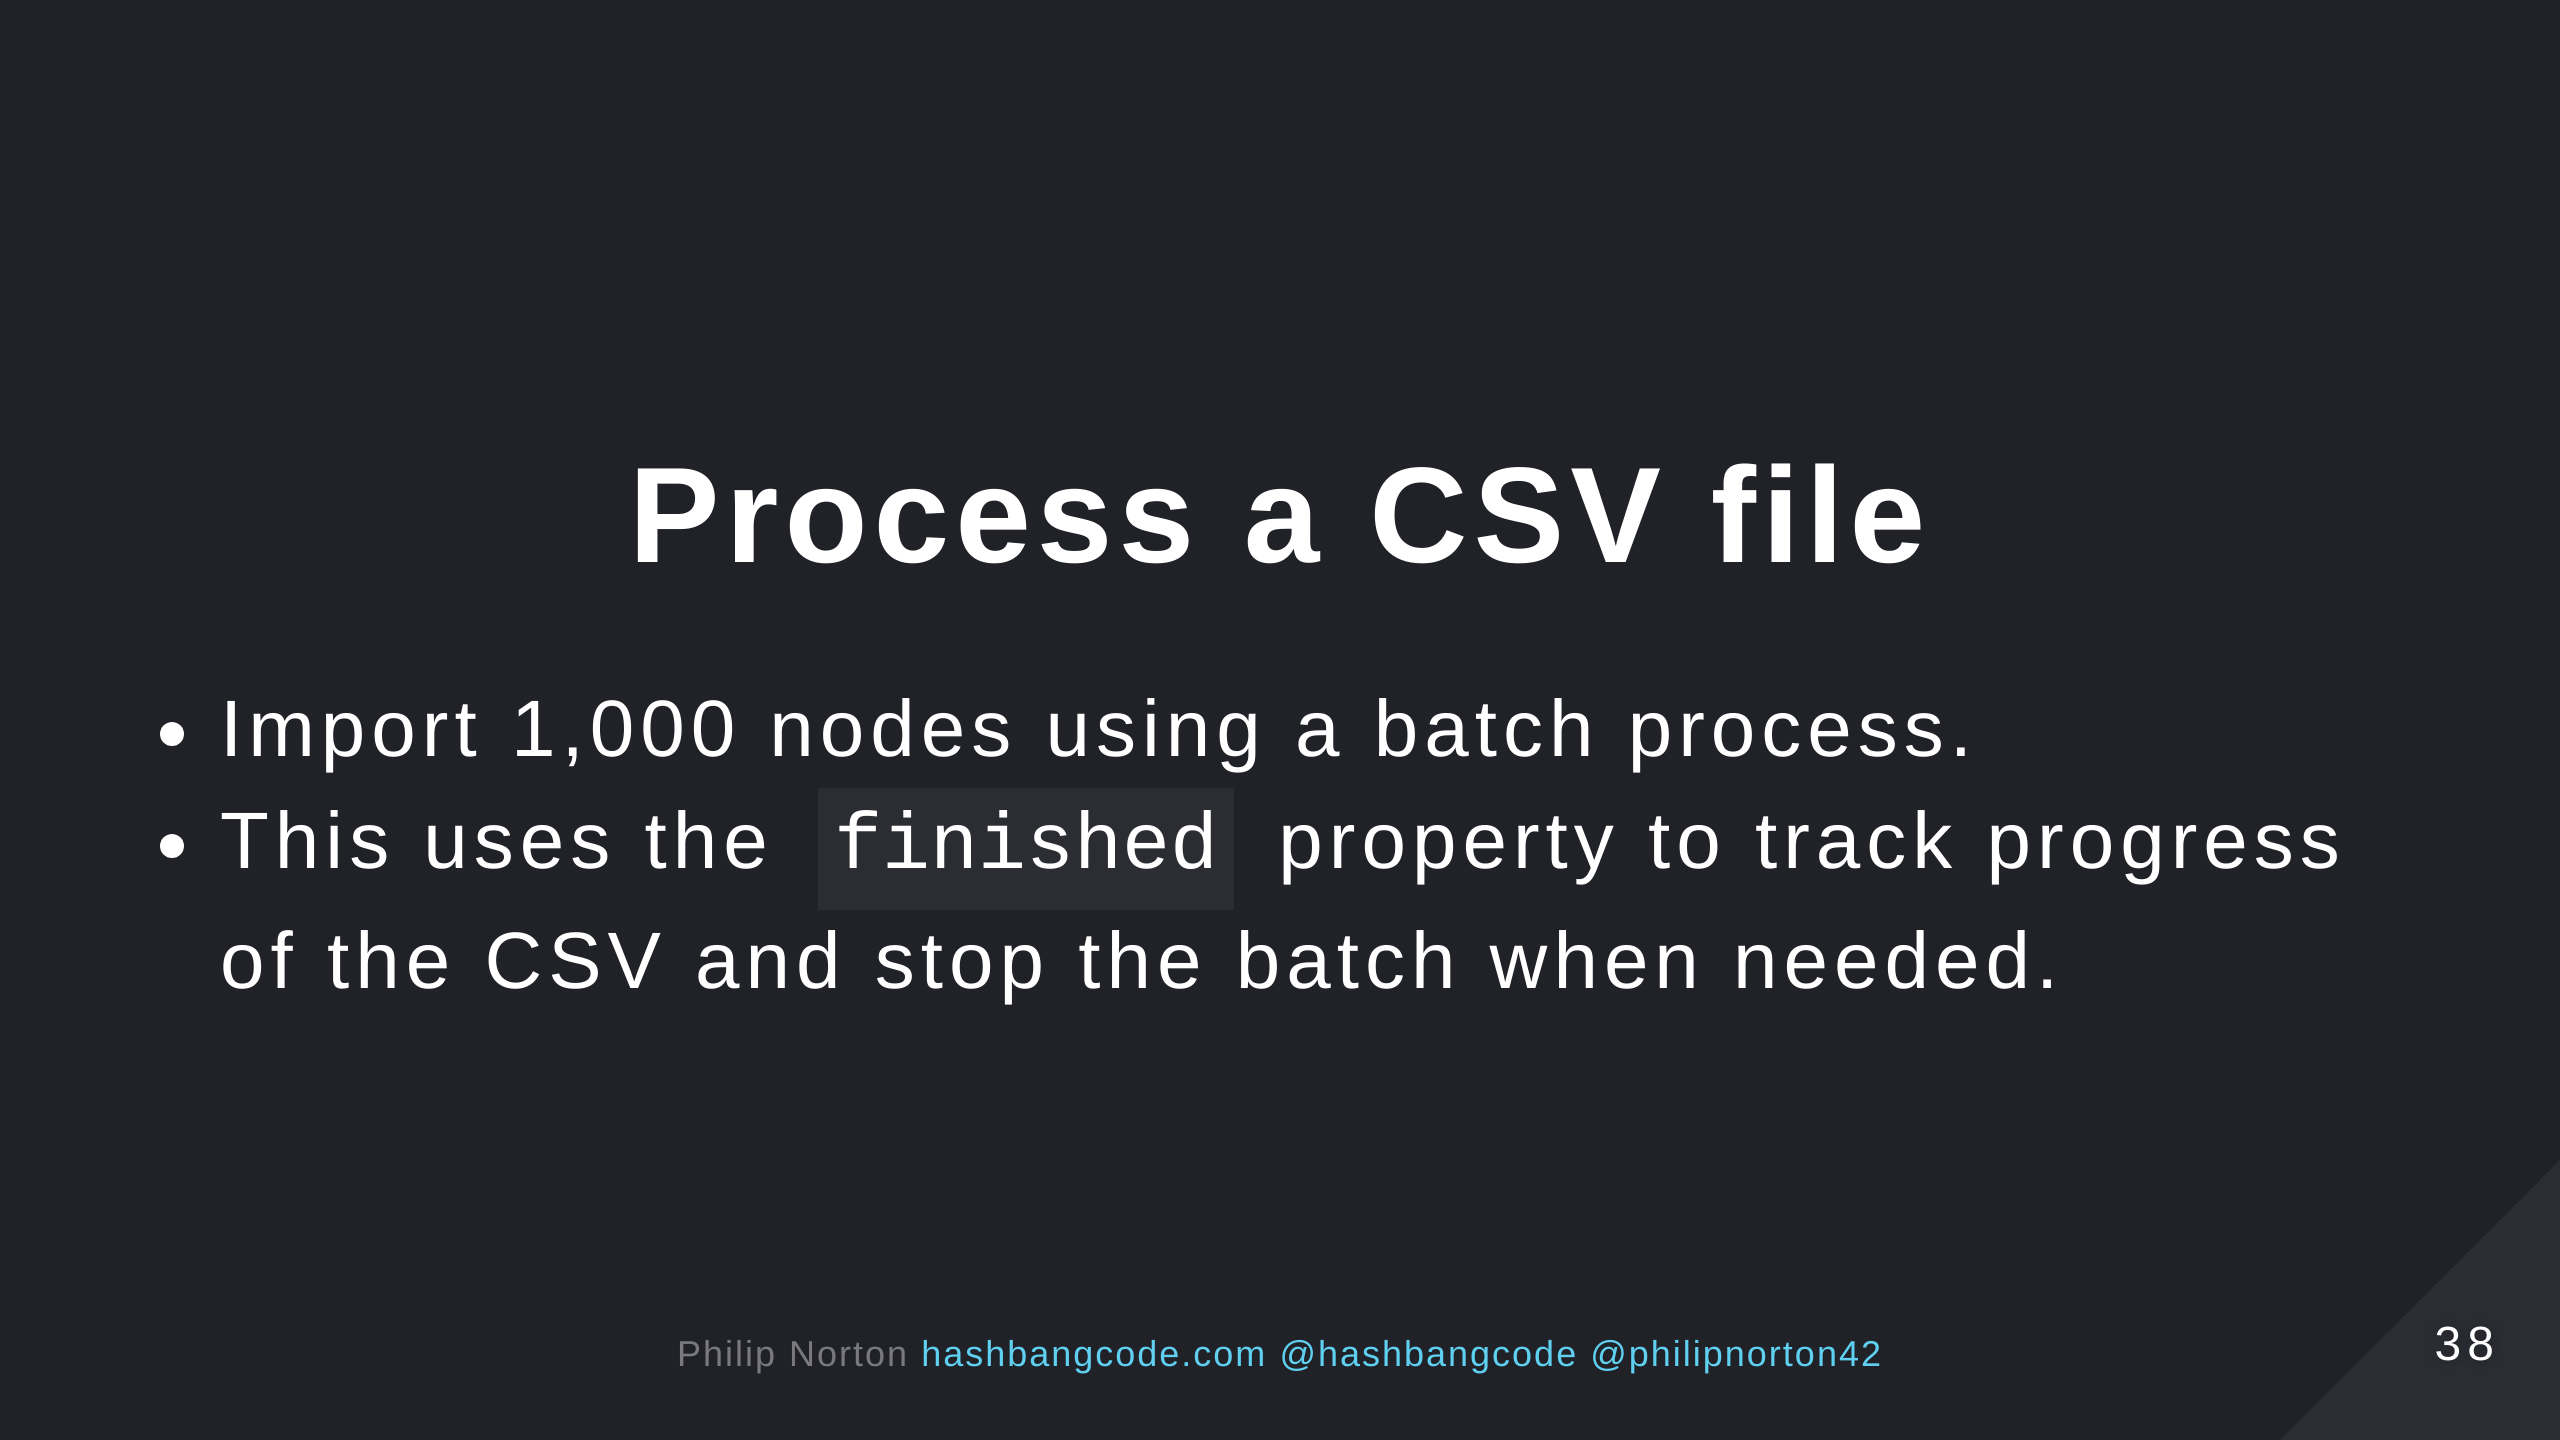 Process a CSV file
• Import 1,000 nodes using a batch process.
• This uses the finished property to track progress
of the CSV and stop the batch when needed.
Philip Norton hashbangcode.com @hashbangcode @philipnorton42
38